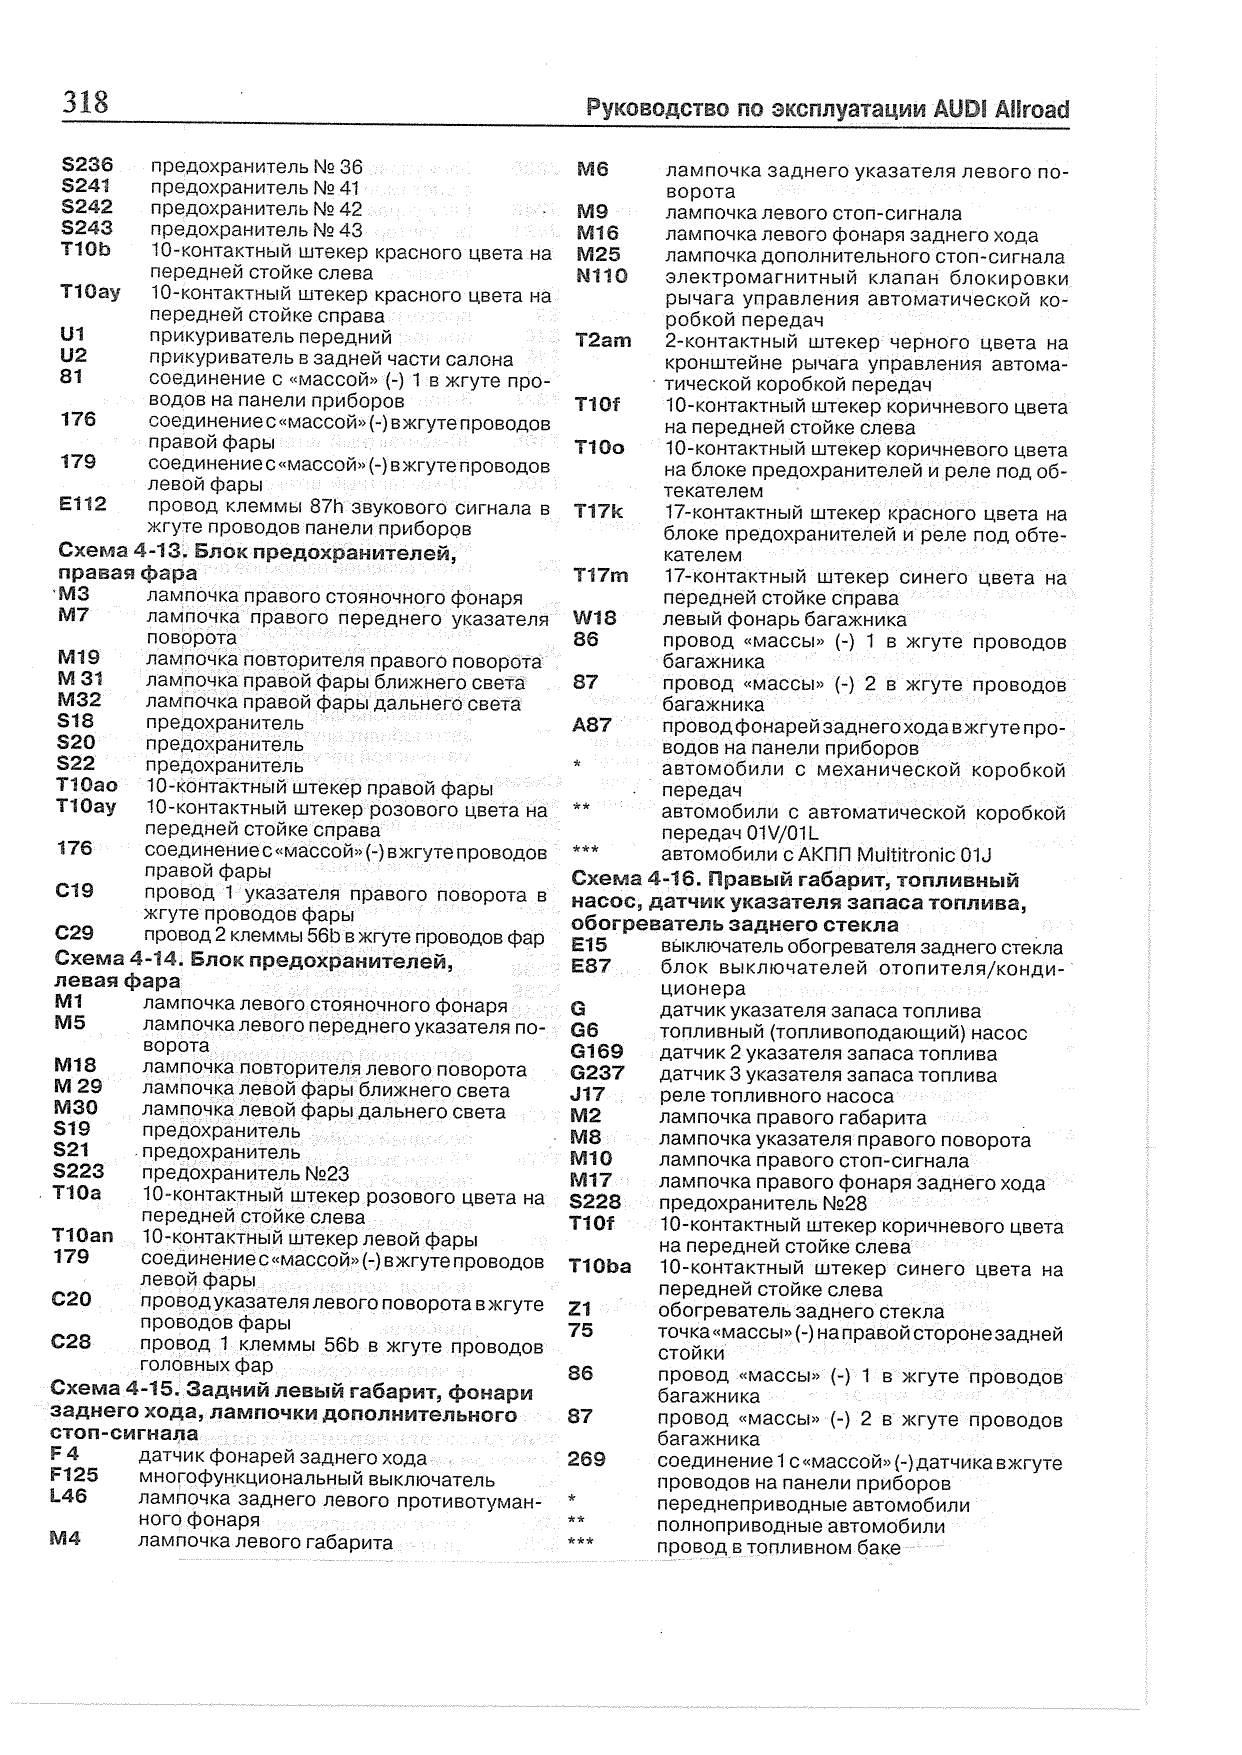 318
Руководство по эксплуатации AUDI Allroad
S236 предохранитель № 36
S241 предохранитель № 41
S242 предохранитель № 42
S243 предохранитель № 43
T10b 10-контактный штекер красного цвета на
передней стойке слева
T10ay 10-контактный штекер красного цвета на
передней стойке справа
U1 прикуриватель передний
U2 прикуриватель в задней части салона
81 соединение с «массой» (-) 1 в жгуте про-
водов на панели приборов
176 соединение с «массой» (-) в жгуте проводов
правой фары
179 соединение с «массой» (-) в жгуте проводов
левой фары
E112 провод клеммы 87h звукового сигнала в
жгуте проводов панели приборов
Схема 4-13. Блок предохранителей,
правая фара
M3 лампочка правого стояночного фонаря
M7 лампочка правого переднего указателя
поворота
M19 лампочка повторителя правого поворота
M 31 лампочка правой фары ближнего света
M32 лампочка правой фары дальнего света
S18 предохранитель
S20 предохранитель
S22 предохранитель
T10ao 10-контактный штекер правой фары
T10ay 10-контактный штекер розового цвета на
передней стойке справа
176 соединение с «массой» (-) в жгуте проводов
правой фары
C19 провод 1 указателя правого поворота в
жгуте проводов фары
C29 провод 2 клеммы 56b в жгуте проводов фар
Схема 4-14. Блок предохранителей,
левая фара
M1 лампочка левого стояночного фонаря
M5 лампочка левого переднего указателя по-
ворота
M18 лампочка повторителя левого поворота
M 29 лампочка левой фары ближнего света
M30 лампочка левой фары дальнего света
S19 предохранитель
S21 предохранитель
S223 предохранитель №23
T10a 10-контактный штекер розового цвета на
передней стойке слева
T10an 10-контактный штекер левой фары
179 соединение с «массой» (-) в жгуте проводов
левой фары
C20 провод указателя левого поворота в жгуте
проводов фары
C28 провод 1 клеммы 56b в жгуте проводов
головных фар
Схема 4-15. Задний левый габарит, фонари
заднего хода, лампочки дополнительного
стоп-сигнала
F 4 датчик фонарей заднего хода
F125 многофункциональный выключатель
L46 лампочка заднего левого противотуман-
ного фонаря
M4 лампочка левого габарита
M6 лампочка заднего указателя левого по-
ворота
M9 лампочка левого стоп-сигнала
M16 лампочка левого фонаря заднего хода
M25 лампочка дополнительного стоп-сигнала
N110 электромагнитный клапан блокировки
рычага управления автоматической ко-
робкой передач
T2am 2-контактный штекер черного цвета на
кронштейне рычага управления автома-
тической коробкой передач
T10f 10-контактный штекер коричневого цвета
на передней стойке слева
T10o 10-контактный штекер коричневого цвета
на блоке предохранителей и реле под об-
текателем
T17k 17-контактный штекер красного цвета на
блоке предохранителей и реле под обте-
кателем
T17m 17-контактный штекер синего цвета на
передней стойке справа
W18 левый фонарь багажника
86 провод «массы» (-) 1 в жгуте проводов
багажника
87 провод «массы» (-) 2 в жгуте проводов
багажника
A87 провод фонарей заднего хода в жгуте про-
водов на панели приборов
* автомобили с механической коробкой
передач
** автомобили с автоматической коробкой
передач 01V/01L
*** автомобили с АКПП Multitronic 01J
Схема 4-16. Правый габарит, топливный
насос, датчик указателя запаса топлива,
обогреватель заднего стекла
E15 выключатель обогревателя заднего стекла
E87 блок выключателей отопителя/конди-
ционера
G датчик указателя запаса топлива
G6 топливный (топливоподающий) насос
G169 датчик 2 указателя запаса топлива
G237 датчик 3 указателя запаса топлива
J17 реле топливного насоса
M2 лампочка правого габарита
M8 лампочка указателя правого поворота
M10 лампочка правого стоп-сигнала
M17 лампочка правого фонаря заднего хода
S228 предохранитель №28
T10f 10-контактный штекер коричневого цвета
на передней стойке слева
T10ba 10-контактный штекер синего цвета на
передней стойке слева
Z1 обогреватель заднего стекла
75 точка «массы» (-) на правой стороне задней
стойки
86 провод «массы» (-) 1 в жгуте проводов
багажника
87 провод «массы» (-) 2 в жгуте проводов
багажника
269 соединение 1 с «массой» (-) датчика в жгуте
проводов на панели приборов
* переднеприводные автомобили
** полноприводные автомобили
*** провод в топливном баке